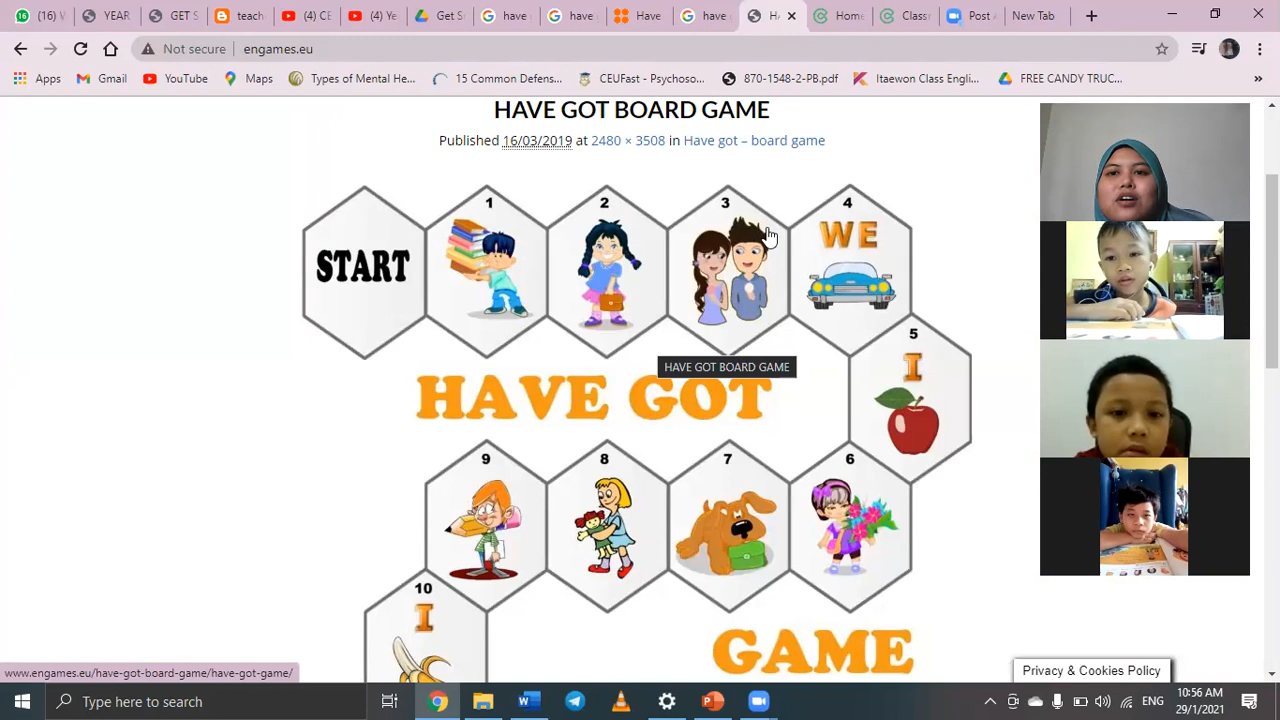 (16) W
YEAR
GET S
teach
(4) CE
(4) Ye
GetS
have
have
Have
have
HA
Home
Class
Post A
New Tab
Not secure
engames.eu
Apps
Gmail
YouTube
Maps
Types of Mental He...
15 Common Defens...
CEUFast - Psychoso...
870-1548-2-PB.pdf
Itaewon Class Engli...
FREE CANDY TRUC...
»
HAVE GOT BOARD GAME
Published 16/03/2019 at 2480 × 3508 in Have got – board game
START
1
2
3
4
WE
5
I
HAVE GOT BOARD GAME
HAVE GOT
9
8
7
6
10
I
GAME
www.engames.eu/have-got-board-game/have-got-game/
Privacy & Cookies Policy
Type here to search
ENG
10:56 AM
29/1/2021